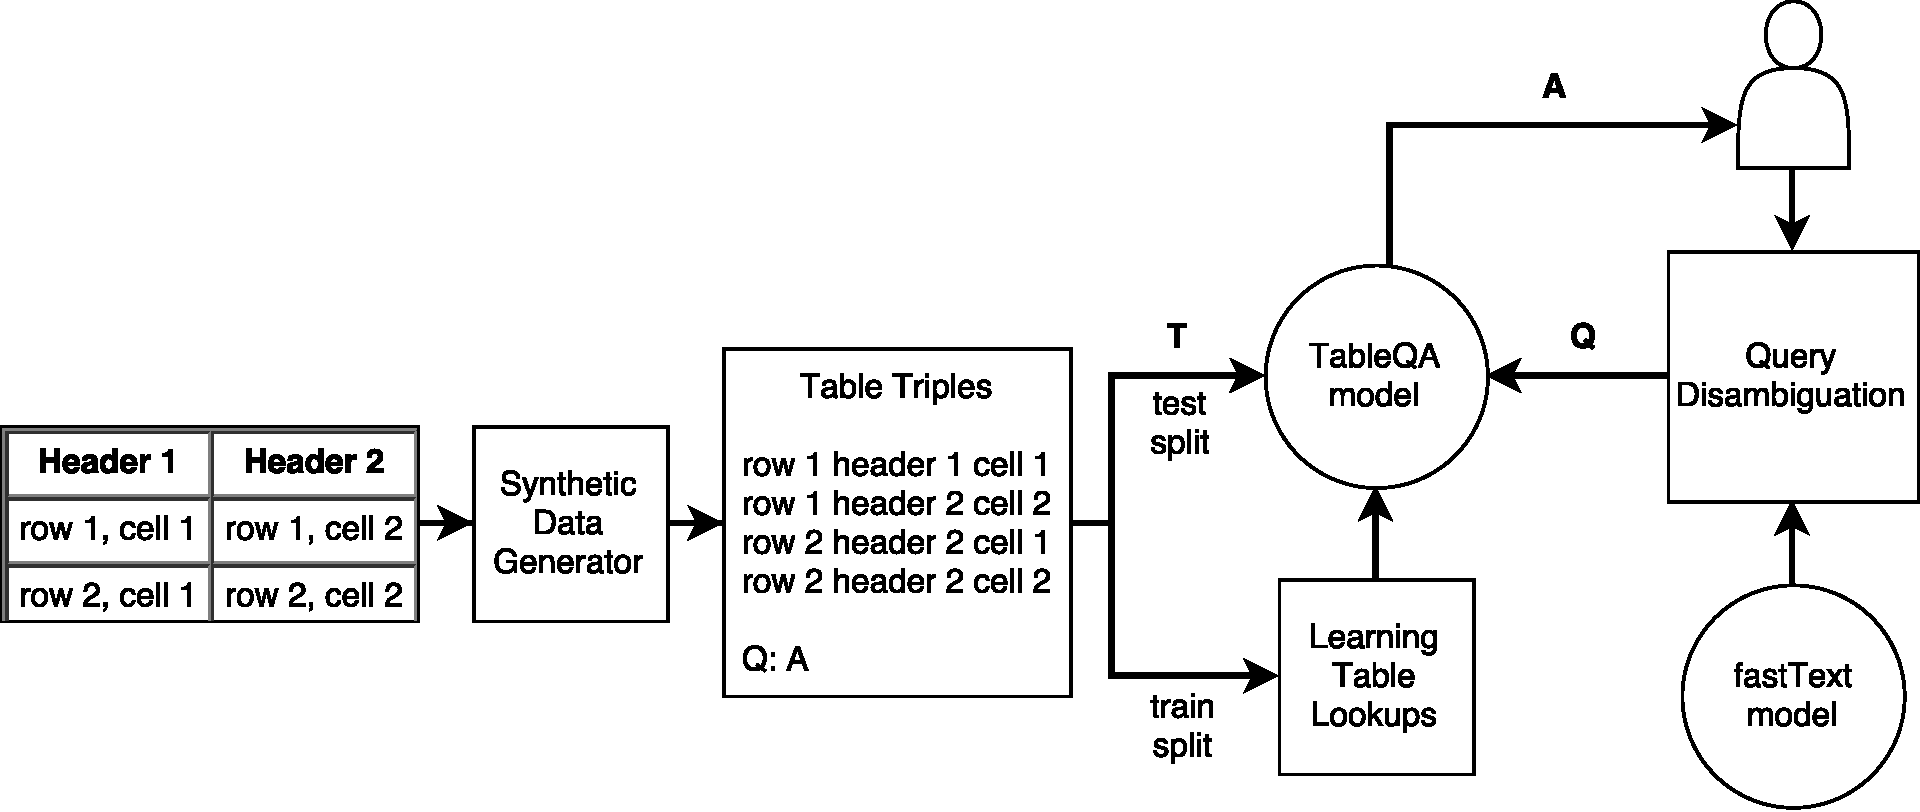 Header 1 Header 2
row 1, cell 1 row 1, cell 2
row 2, cell 1 row 2, cell 2
Synthetic
Data
Generator
Table Triples
row 1 header 1 cell 1
row 1 header 2 cell 2
row 2 header 2 cell 1
row 2 header 2 cell 2
Q: A
T
test
split
train
split
Learning
Table
Lookups
TableQA
model
A
Q
Query
Disambiguation
fastText
model